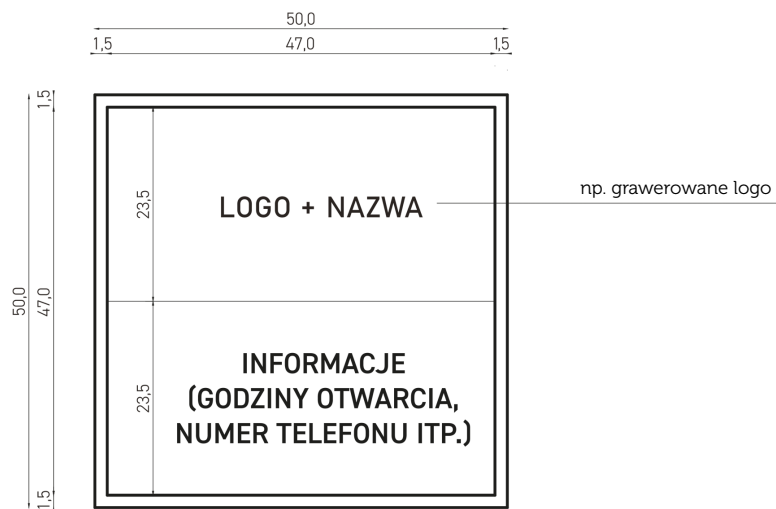 50,0
1,5 47,0 1,5
1,5
23,5
LOGO + NAZWA
np. grawerowane logo
50,0
47,0
23,5
INFORMACJE
(GODZINY OTWARCIA,
NUMER TELEFONU ITP.)
1,5